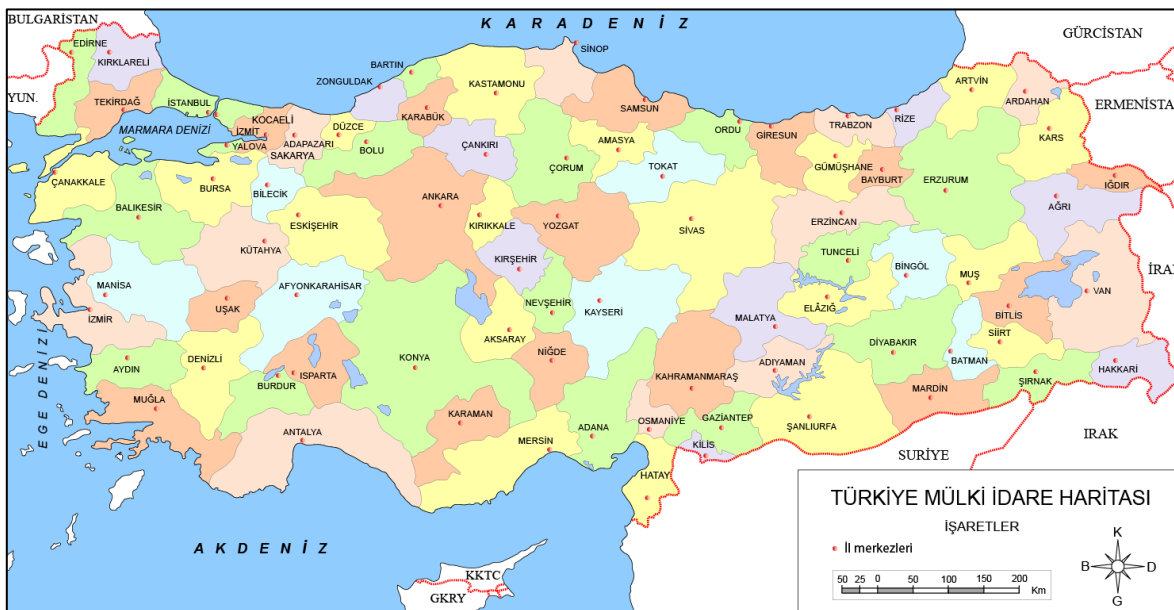 BULGARİSTAN
K A R A D E N İ Z
GÜRCİSTAN
EDİRNE
KIRKLARELİ
SİNOP
BARTIN
ZONGULDAK
KASTAMONU
ARTVİN
YUN.
TEKİRDAĞ
İSTANBUL
KARABÜK
SAMSUN
ARDAHAN
ERMENİSTA
MARMARA DENİZİ
KOCAELİ
İZMİT
DÜZCE
ADAPAZARI
SAKARYA
YALOVA
BOLU
ÇANKIRI
AMASYA
ORDU
GİRESUN
TRABZON
RİZE
KARS
ÇANAKKALE
BURSA
BİLECİK
ÇORUM
TOKAT
GÜMÜŞHANE
BAYBURT
ERZURUM
IĞDIR
BALIKESİR
ESKİŞEHİR
ANKARA
KIRIKKALE
YOZGAT
SİVAS
ERZİNCAN
AĞRI
KÜTAHYA
KIRŞEHİR
TUNCELİ
BİNGÖL
MUŞ
İRAN
MANİSA
UŞAK
AFYONKARAHİSAR
NEVŞEHİR
KAYSERİ
MALATYA
ELÂZIĞ
BİTLİS
VAN
İZMİR
EGE DENİZİ
AKSARAY
SİİRT
AYDIN
DENİZLİ
BURDUR
ISPARTA
KONYA
NİĞDE
KAHRAMANMARAŞ
ADIYAMAN
DİYABAKIR
BATMAN
ŞIRNAK
HAKKARİ
MUĞLA
ANTALYA
KARAMAN
MERSİN
ADANA
OSMANİYE
GAZİANTEP
KİLİS
ŞANLIURFA
MARDİN
HATAY
SURİYE
IRAK
A K D E N İ Z
KKTC
GKRY
TÜRKİYE MÜLKİ İDARE HARİTASI
İŞARETLER
İl merkezleri
50 25 0 50 100 150 200
Km
K
B D
G